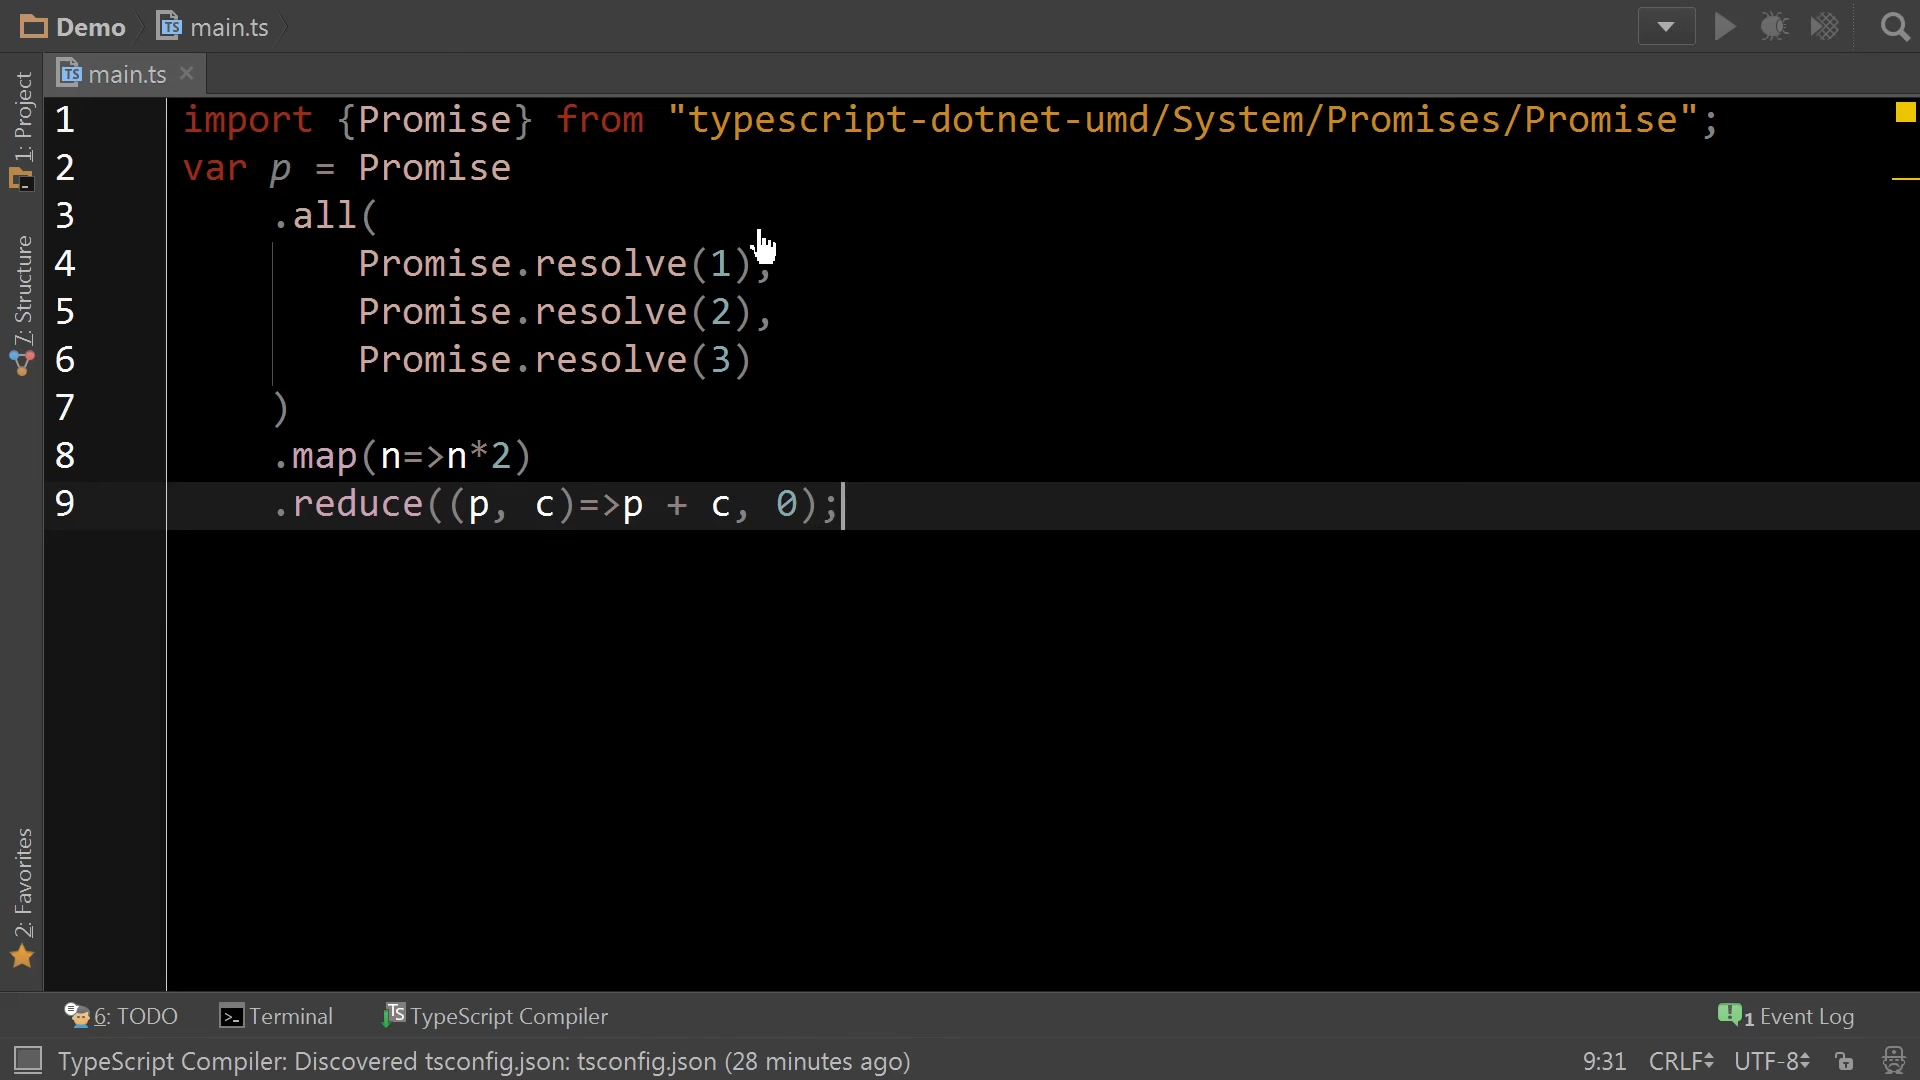 Demo main.ts
main.ts
1: Project
7: Structure
2: Favorites
1 import {Promise} from "typescript-dotnet-umd/System/Promises/Promise";
2 var p = Promise
3 .all(
4 Promise.resolve(1),
5 Promise.resolve(2),
6 Promise.resolve(3)
7 )
8 .map(n=>n*2)
9 .reduce((p, c)=>p + c, 0);
6: TODO Terminal TypeScript Compiler 1 Event Log
TypeScript Compiler: Discovered tsconfig.json: tsconfig.json (28 minutes ago) 9:31 CRLF UTF-8